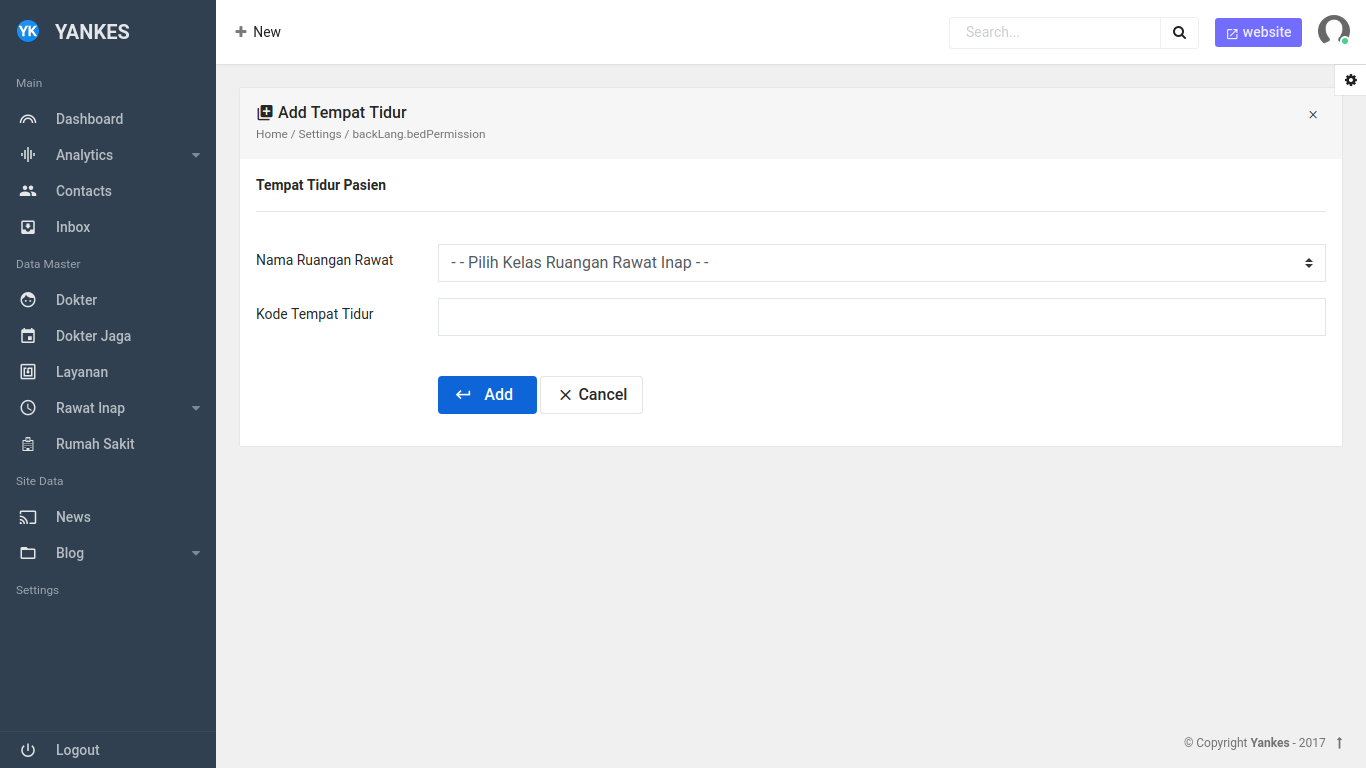 YK YANKES
Main
Dashboard
Analytics
Contacts
Inbox
Data Master
Dokter
Dokter Jaga
Layanan
Rawat Inap
Rumah Sakit
Site Data
News
Blog
Settings
Logout
New
Search...
website
Add Tempat Tidur
Home / Settings / backLang.bedPermission
Tempat Tidur Pasien
Nama Ruangan Rawat
- - Pilih Kelas Ruangan Rawat Inap - -
Kode Tempat Tidur
Add
Cancel
© Copyright Yankes - 2017